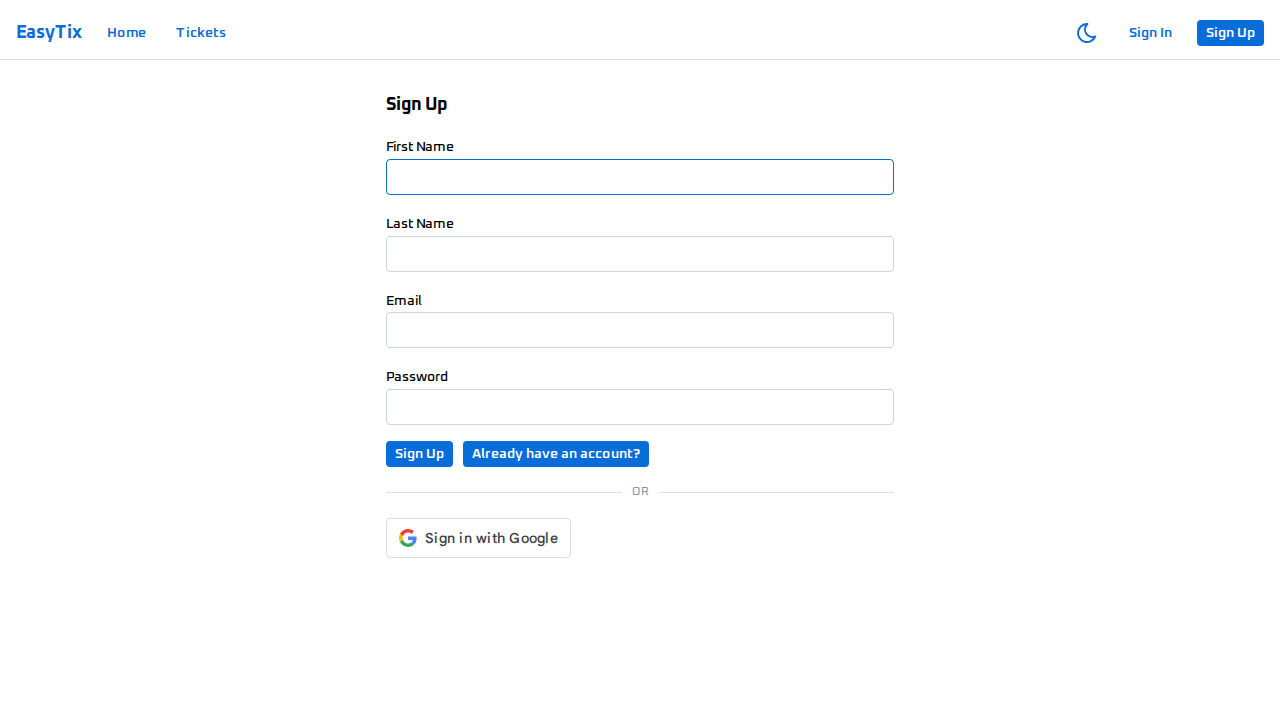 EasyTix Home Tickets Sign In Sign Up
Sign Up
First Name
Last Name
Email
Password
Sign Up Already have an account?
OR
Sign in with Google